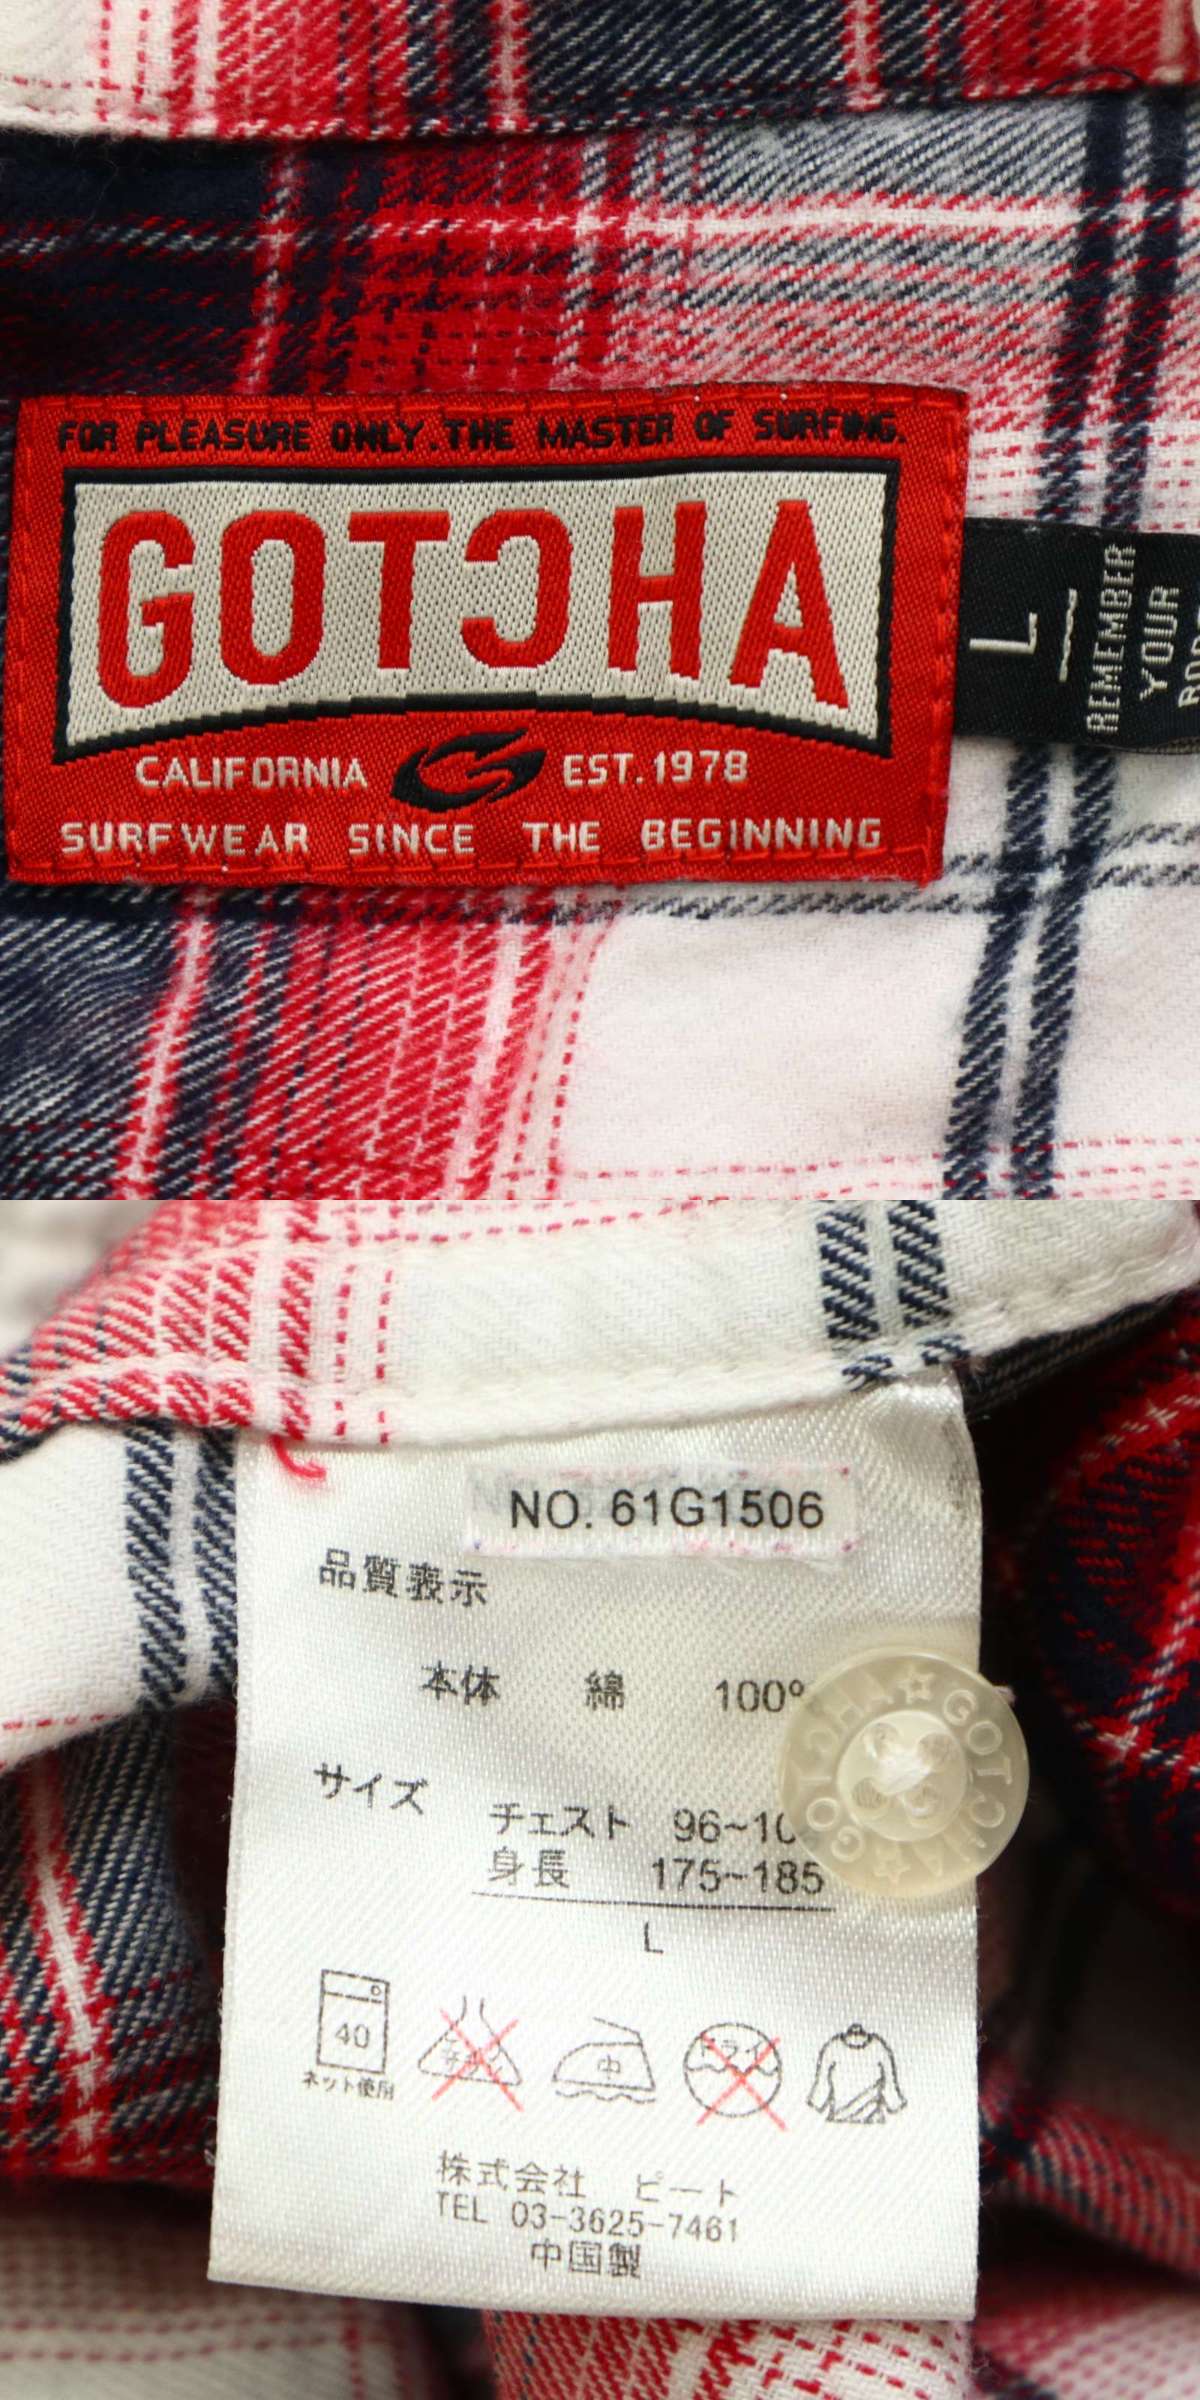 FOR PLEASURE ONLY.THE MASTER OF SURFING.
GOTCHA
CALIFORNIA EST.1978
SURFWEAR SINCE THE BEGINNING
L
REMEMBER
YOUR
NO. 61G1506
品質表示
本体 綿 100%
サイズ
チェスト 96~10
身長 175~185
L
GOTCHA☆GOTCHA☆
40
ネット使用
中
ドライ
株式会社 ビート
TEL 03-3625-7461
中国製